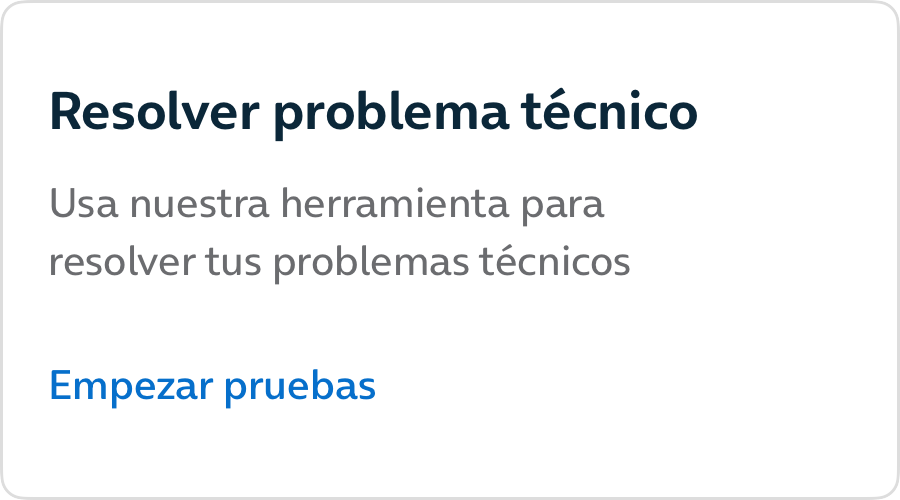 Resolver problema técnico
Usa nuestra herramienta para
resolver tus problemas técnicos
Empezar pruebas